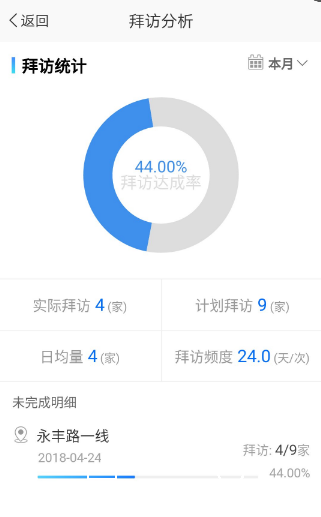 返回
拜访分析
拜访统计
本月
44.00%
拜访达成率
实际拜访 4 (家)
计划拜访 9 (家)
日均量 4 (家)
拜访频度 24.0 (天/次)
未完成明细
永丰路一线
2018-04-24
拜访: 4/9家
44.00%